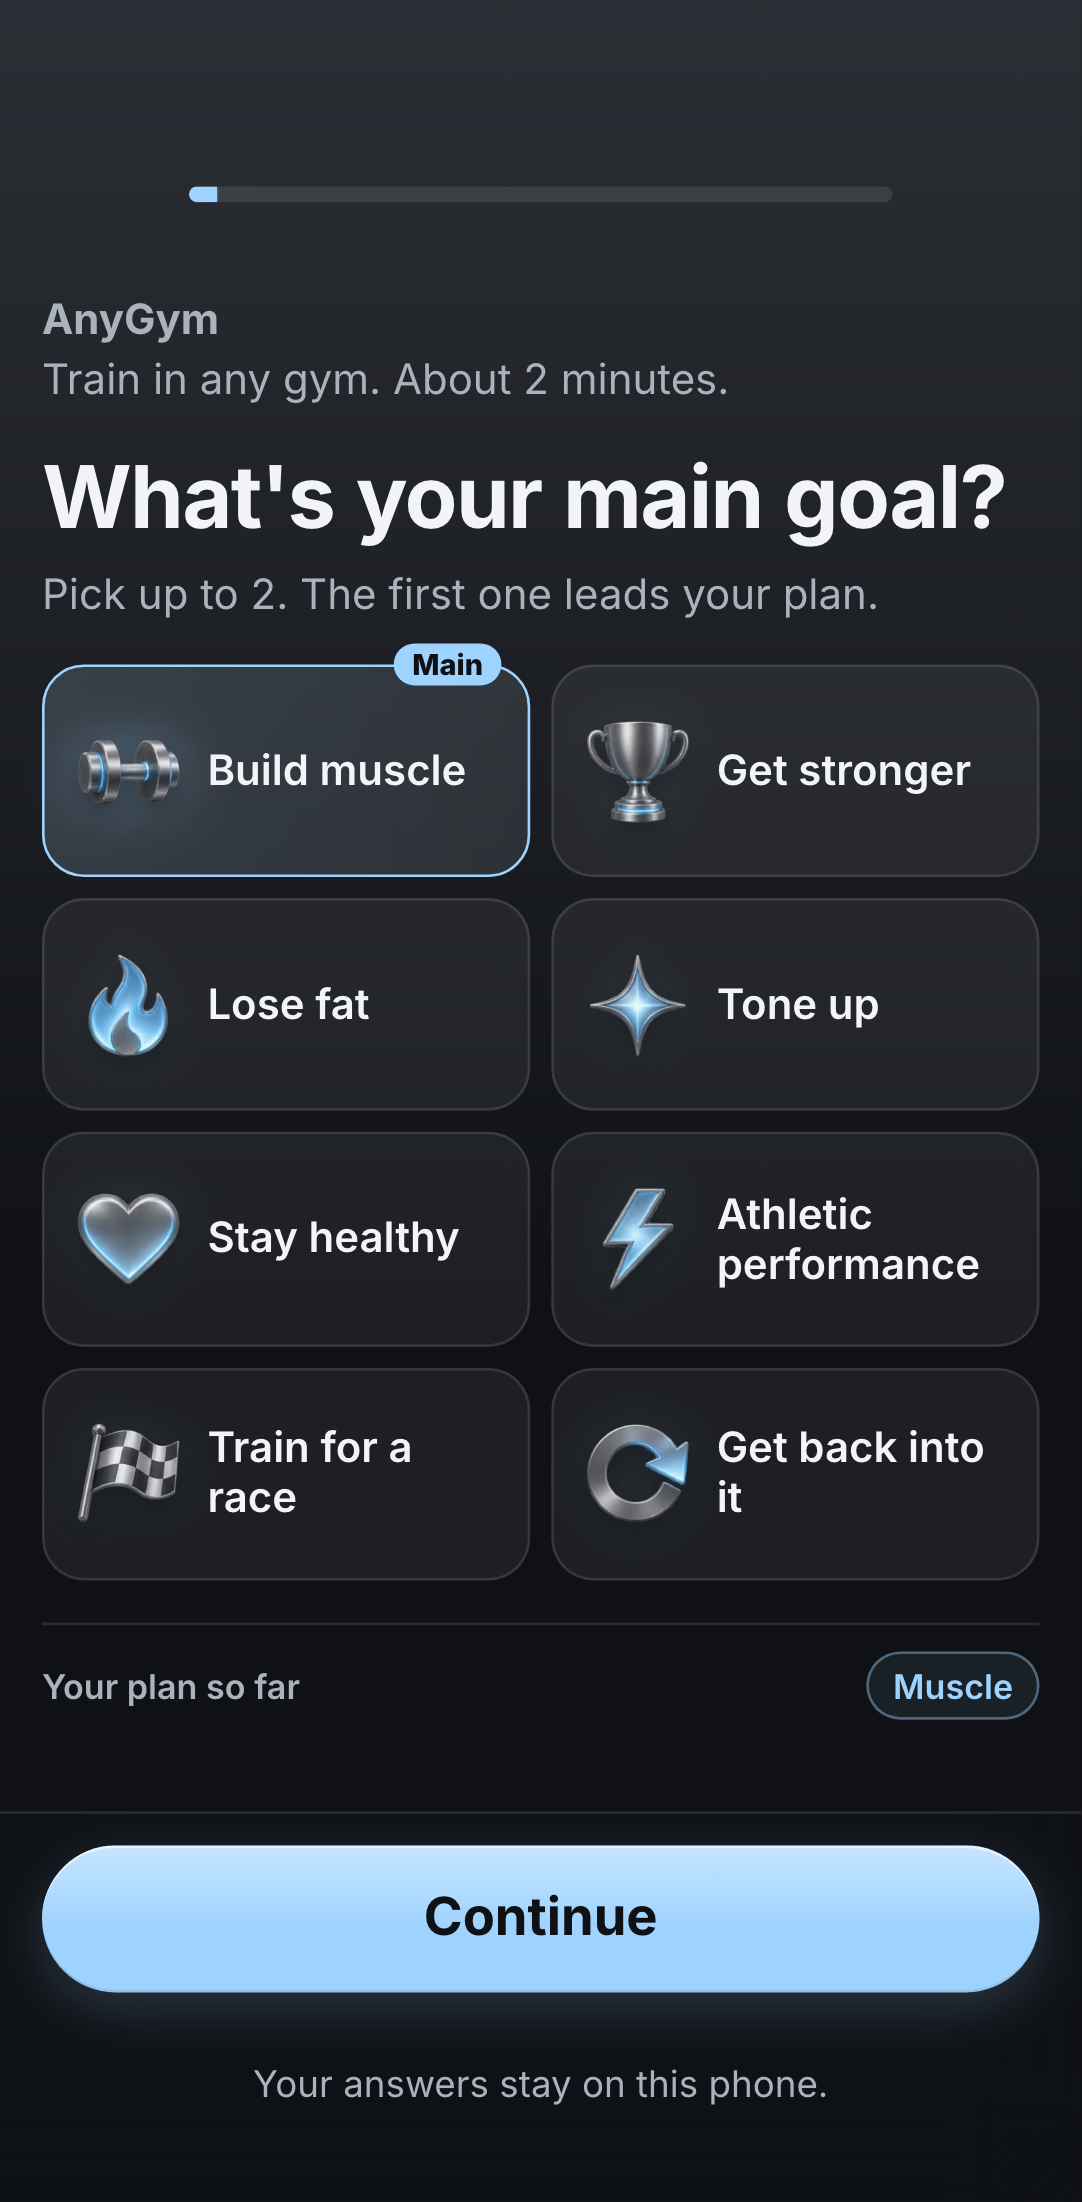 AnyGym
Train in any gym. About 2 minutes.
What's your main goal?
Pick up to 2. The first one leads your plan.
Main
Build muscle
Get stronger
Lose fat
Tone up
Stay healthy
Athletic
performance
Train for a
race
Get back into
it
Your plan so far
Muscle
Continue
Your answers stay on this phone.